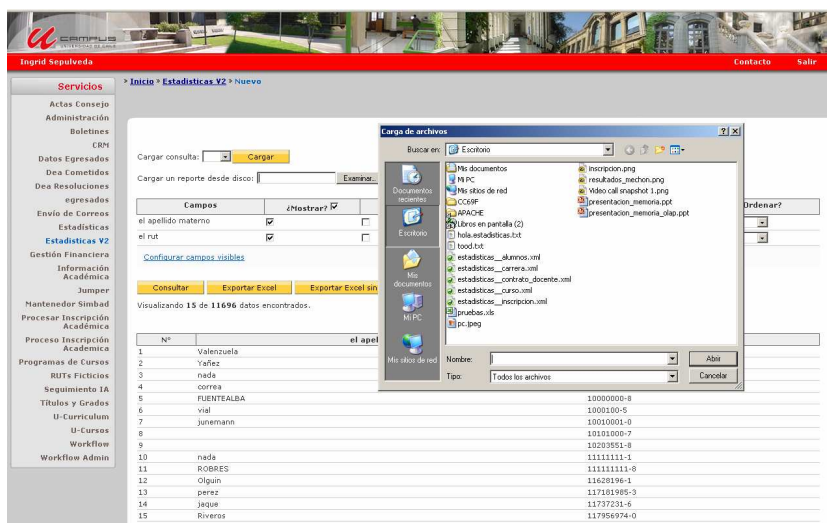 u CAMPUS
UNIVERSIDAD DE CHILE
Ingrid Sepulveda
Contacto
Salir
Servicios
Actas Consejo
Administración
Boletines
CRM
Datos Egresados
Dea Cometidos
Dea Resoluciones
egresados
Envío de Correos
Estadísticas
Estadísticas V2
Gestión Financiera
Información
Académica
Jumper
Mantenedor Simbad
Procesar Inscripción
Académica
Proceso Inscripción
Academica
Programas de Cursos
RUTs Ficticios
Seguimiento IA
Títulos y Grados
U-Curriculum
U-Cursos
Workflow
Workflow Admin
Inicio Estadísticas V2 Nuevo
Cargar consulta: Cargar
Cargar un reporte desde disco: Examinar..
Campos ¿Mostrar? Ordenar?
el apellido materno
el rut
Configurar campos visibles
Consultar Exportar Excel Exportar Excel sin
Visualizando 15 de 11696 datos encontrados.
N° el apel
1 Valenzuela
2 Yañez
3 nada
4 correa
5 FUENTEALBA 10000000-8
6 vial 1000100-5
7 junemann 10010001-0
8 10101000-7
9 10203551-8
10 nada 11111111-1
11 ROBRES 111111111-8
12 Olguin 11628196-1
13 perez 117181985-3
14 jaque 11737231-6
15 Riveros 117956974-0
Carga de archivos
Buscar en: Escritorio
Documentos
recientes
Escritorio
Mis
documentos
Mi PC
Mis sitios de red
Mis documentos
Mi PC
Mis sitios de red
CC69F
APACHE
Libros en pantalla (2)
hola.estadisticas.txt
tood.txt
estadisticas__alumnos.xml
estadisticas__carrera.xml
estadisticas__contrato_docente.xml
estadisticas__curso.xml
estadisticas__inscripcion.xml
pruebas.xls
pc.jpeg
inscripcion.png
resultados_nechon.png
Video call snapshot 1.png
presentacion_memoria.ppt
presentacion_memoria_olap.ppt
Nombre: Abrir
Tipo: Todos los archivos Cancelar